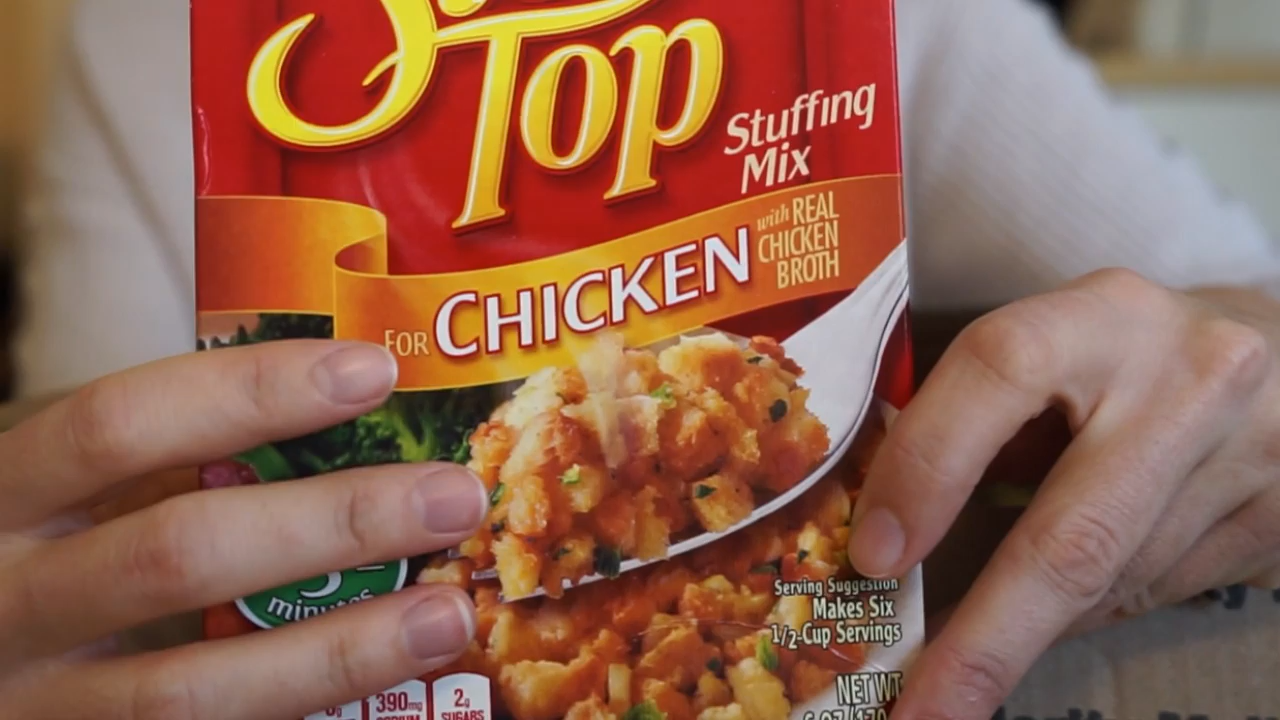 Top
Stuffing
Mix
FOR CHICKEN
with REAL
CHICKEN
BROTH
minutes
Serving Suggestion
Makes Six
1/2-Cup Servings
NET WT
390mg
SODIUM
2g
SUGARS